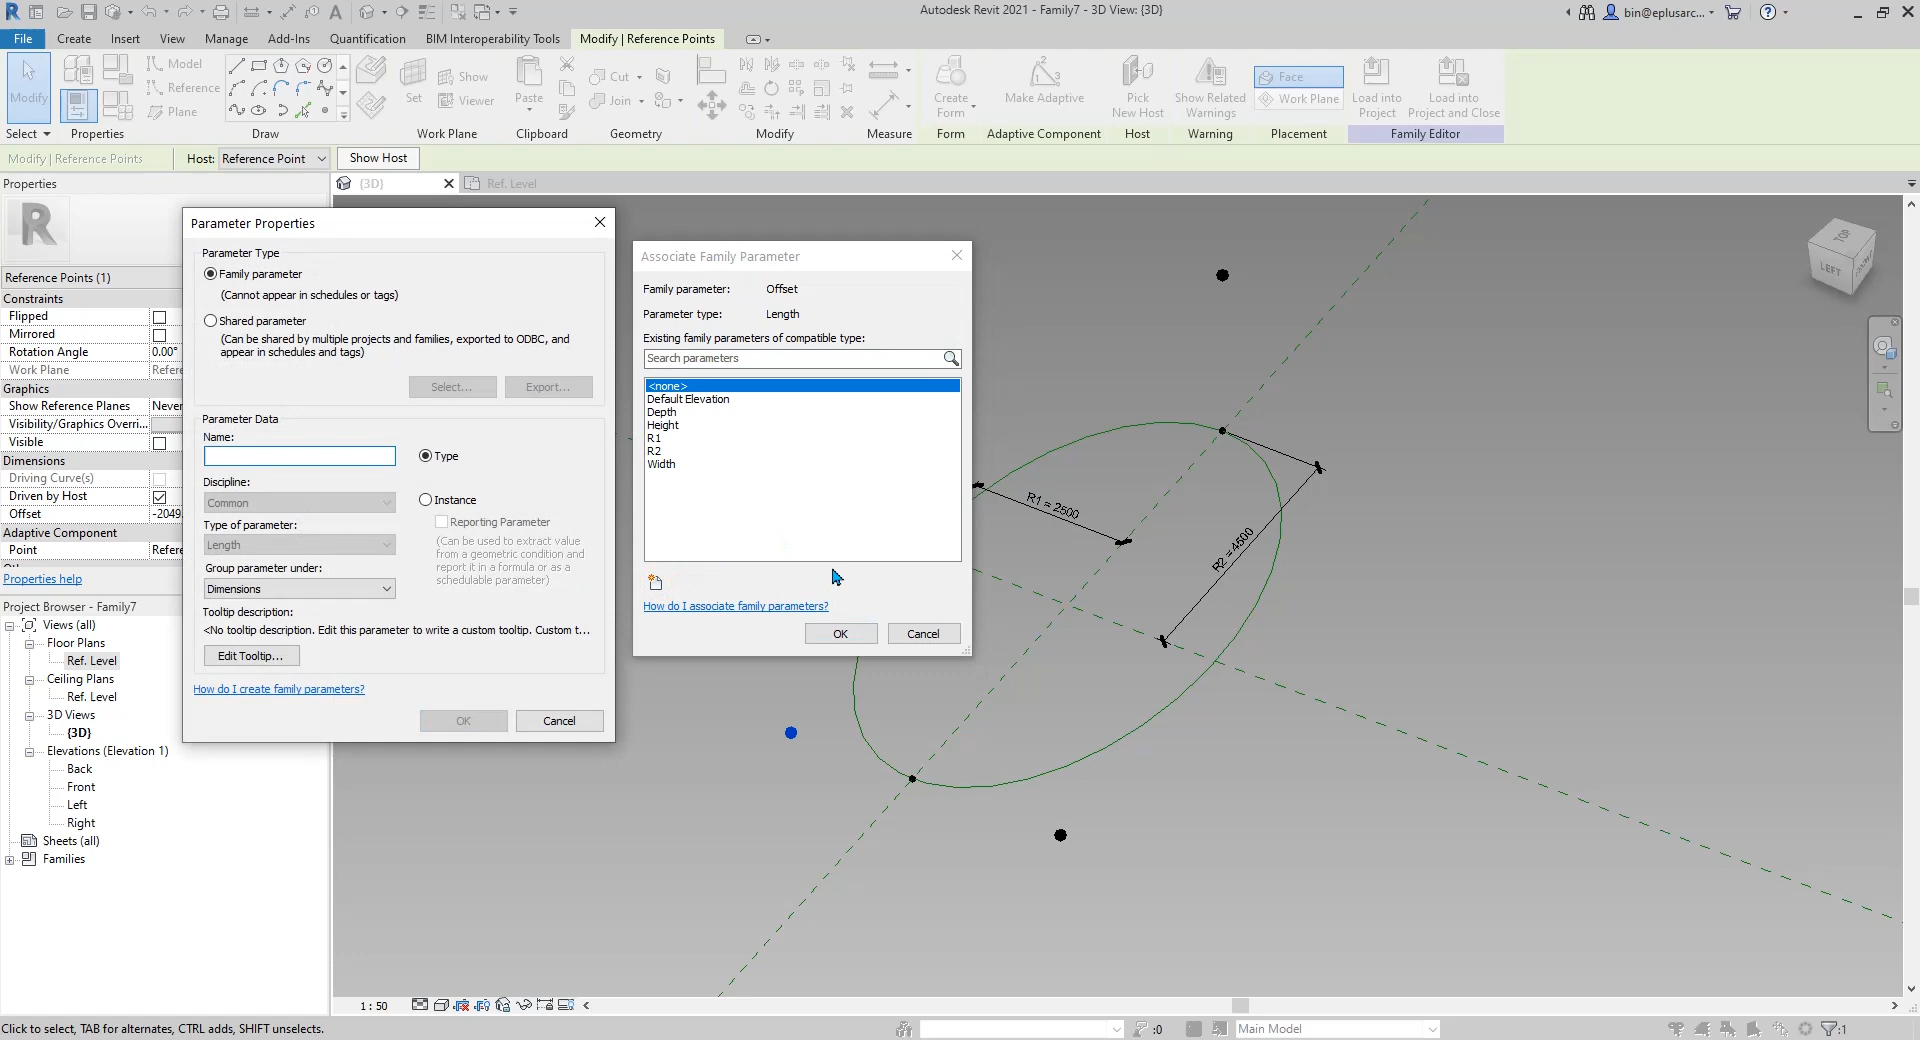 Autodesk Revit 2021 - Family7 - 3D View: {3D}
bin@eplusarc...
File
Create
Insert
View
Manage
Add-Ins
Quantification
BIM Interoperability Tools
Modify | Reference Points
Modify
Select
Properties
Model
Reference
Plane
Draw
Set
Show
Viewer
Work Plane
Paste
Clipboard
Cut
Join
Geometry
Modify
Measure
Create
Form
Form
Make Adaptive
Adaptive Component
Pick
New Host
Host
Show Related
Warnings
Warning
Face
Work Plane
Placement
Load into
Project
Load into
Project and Close
Family Editor
Modify | Reference Points
Host:
Reference Point
Show Host
Properties
{3D}
Ref. Level
Reference Points (1)
Constraints
Flipped
Mirrored
Rotation Angle
0.00°
Work Plane
Refere
Graphics
Show Reference Planes
Never
Visibility/Graphics Overri...
Visible
Dimensions
Driving Curve(s)
Driven by Host
Offset
-2049.
Adaptive Component
Point
Refere
Properties help
Project Browser - Family7
Views (all)
Floor Plans
Ref. Level
Ceiling Plans
Ref. Level
3D Views
{3D}
Elevations (Elevation 1)
Back
Front
Left
Right
Sheets (all)
Families
Parameter Properties
Parameter Type
Family parameter
(Cannot appear in schedules or tags)
Shared parameter
(Can be shared by multiple projects and families, exported to ODBC, and
appear in schedules and tags)
Select...
Export...
Parameter Data
Name:
Type
Discipline:
Common
Instance
Type of parameter:
Length
Reporting Parameter
(Can be used to extract value
from a geometric condition and
report it in a formula or as a
schedulable parameter)
Group parameter under:
Dimensions
Tooltip description:
<No tooltip description. Edit this parameter to write a custom tooltip. Custom t...
Edit Tooltip...
How do I create family parameters?
OK
Cancel
Associate Family Parameter
Family parameter:
Offset
Parameter type:
Length
Existing family parameters of compatible type:
Search parameters
<none>
Default Elevation
Depth
Height
R1
R2
Width
How do I associate family parameters?
OK
Cancel
R1 = 2500
R2 = 4500
TOP
LEFT
FRONT
1 : 50
Click to select, TAB for alternates, CTRL adds, SHIFT unselects.
:0
Main Model
:1